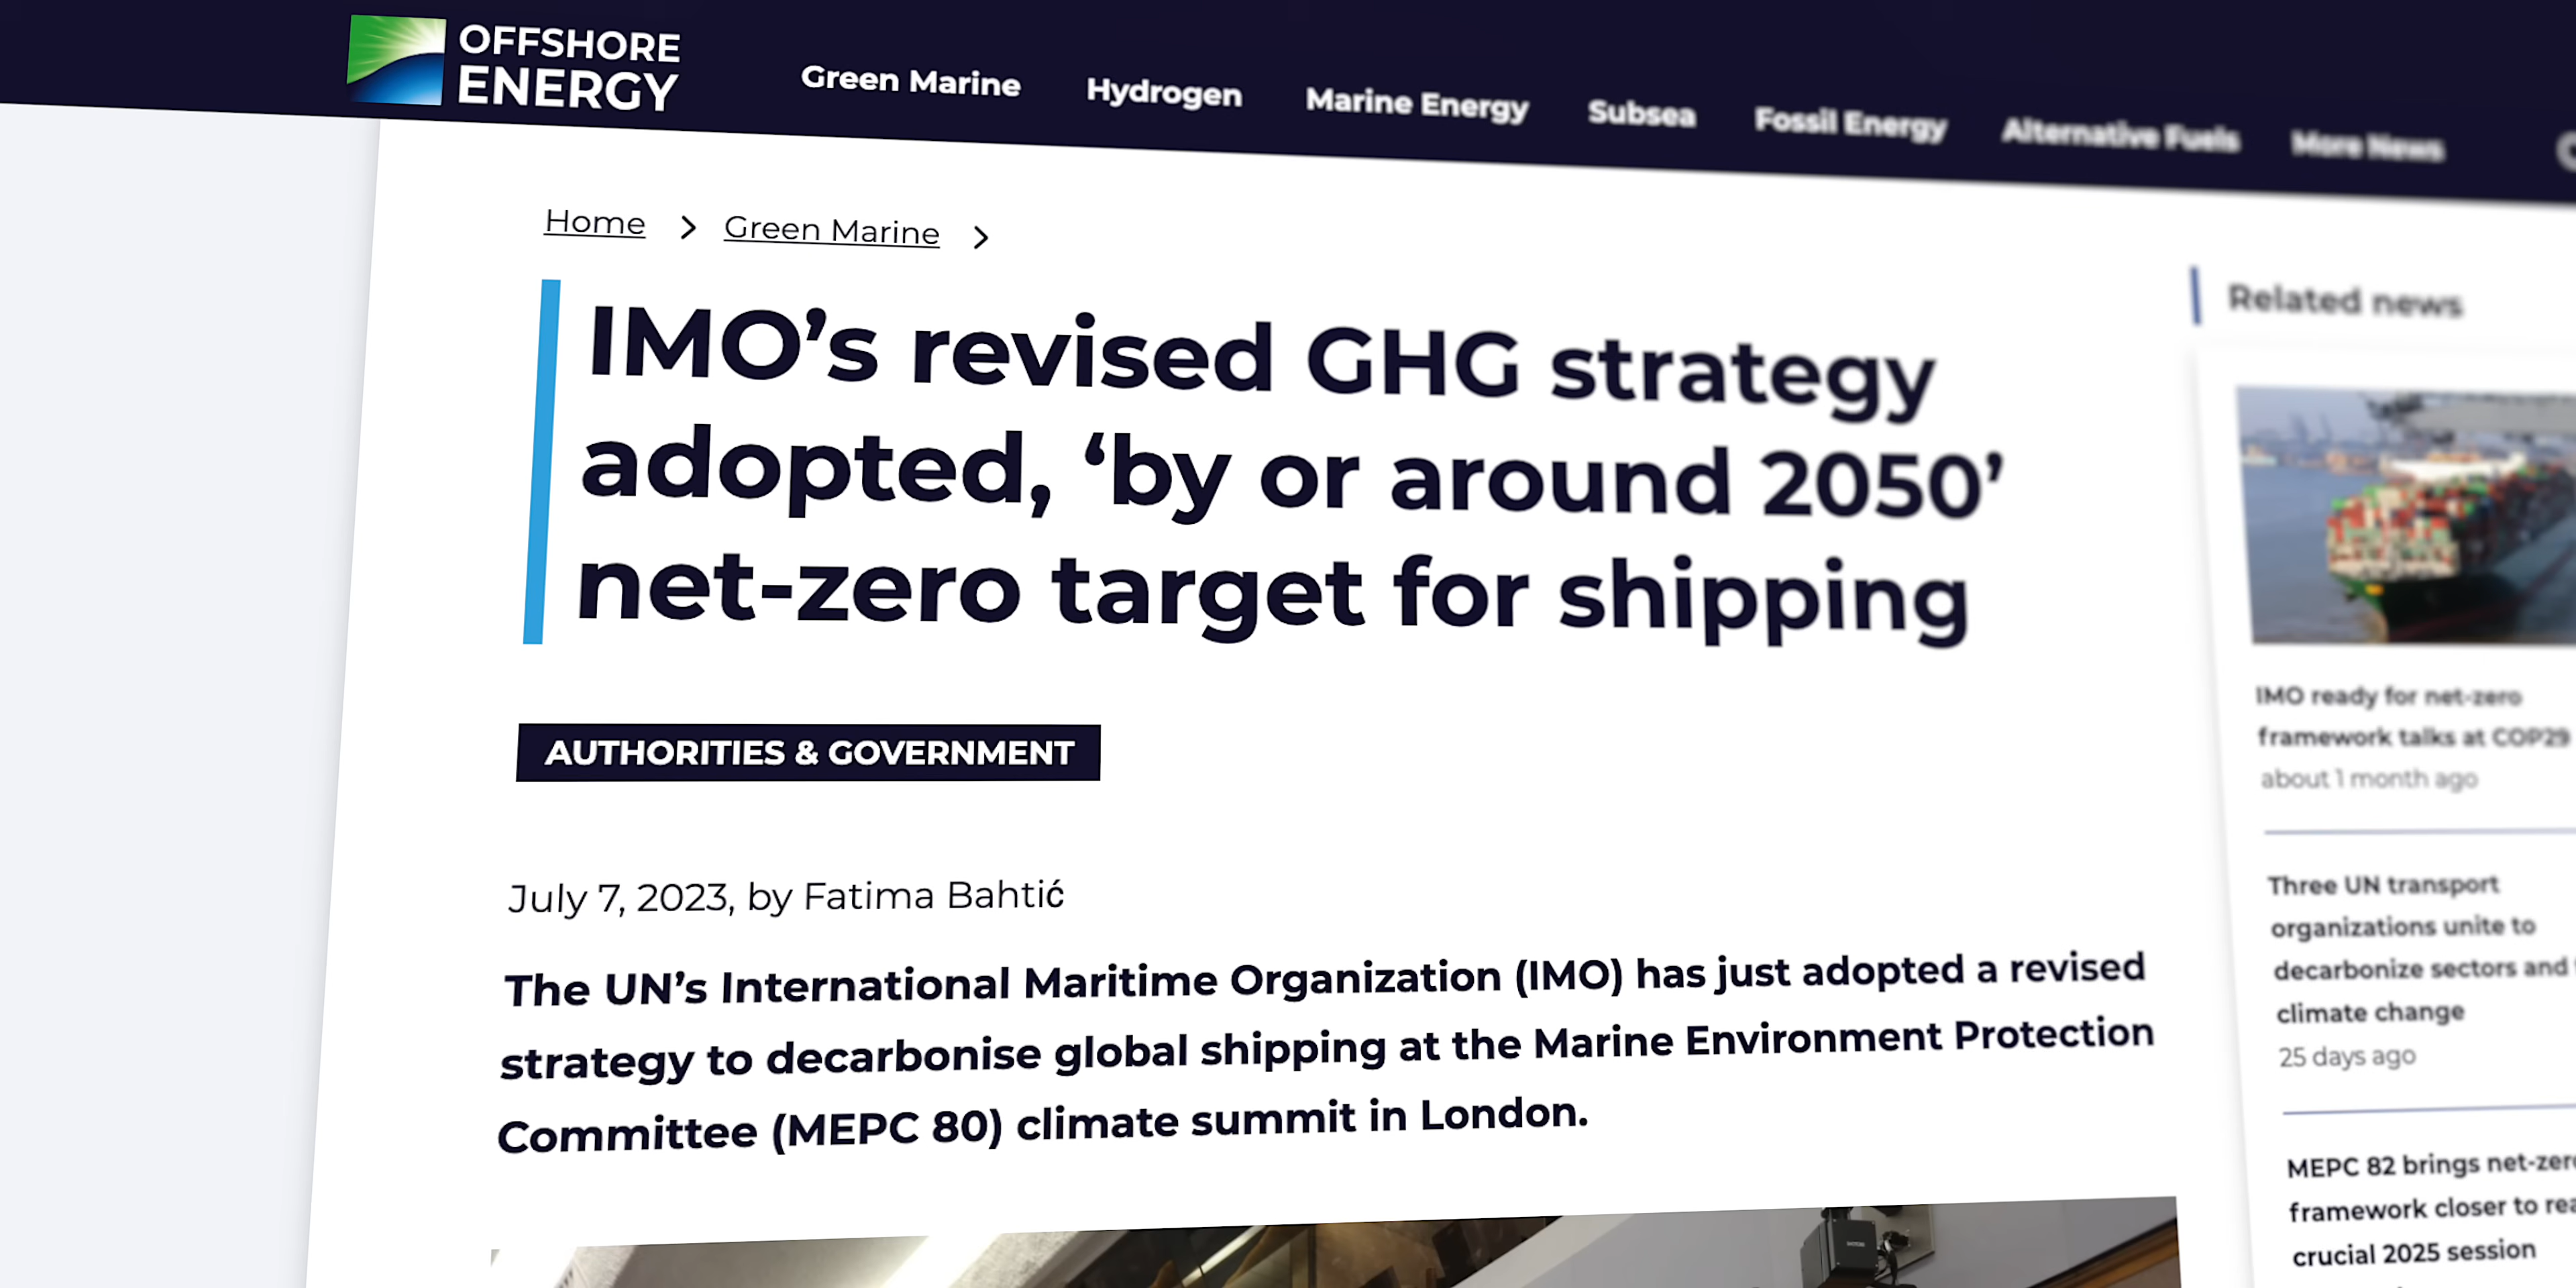 OFFSHORE
ENERGY
Green Marine
Hydrogen
Marine Energy
Subsea
Fossil Energy
Alternative Fuels
More News
Home > Green Marine >
IMO’s revised GHG strategy
adopted, ‘by or around 2050’
net-zero target for shipping
AUTHORITIES & GOVERNMENT
July 7, 2023, by Fatima Bahtić
The UN’s International Maritime Organization (IMO) has just adopted a revised
strategy to decarbonise global shipping at the Marine Environment Protection
Committee (MEPC 80) climate summit in London.
Related news
IMO ready for net-zero
framework talks at COP29
about 1 month ago
Three UN transport
organizations unite to
decarbonize sectors and
climate change
25 days ago
MEPC 82 brings
framework closer to
crucial 2025 session